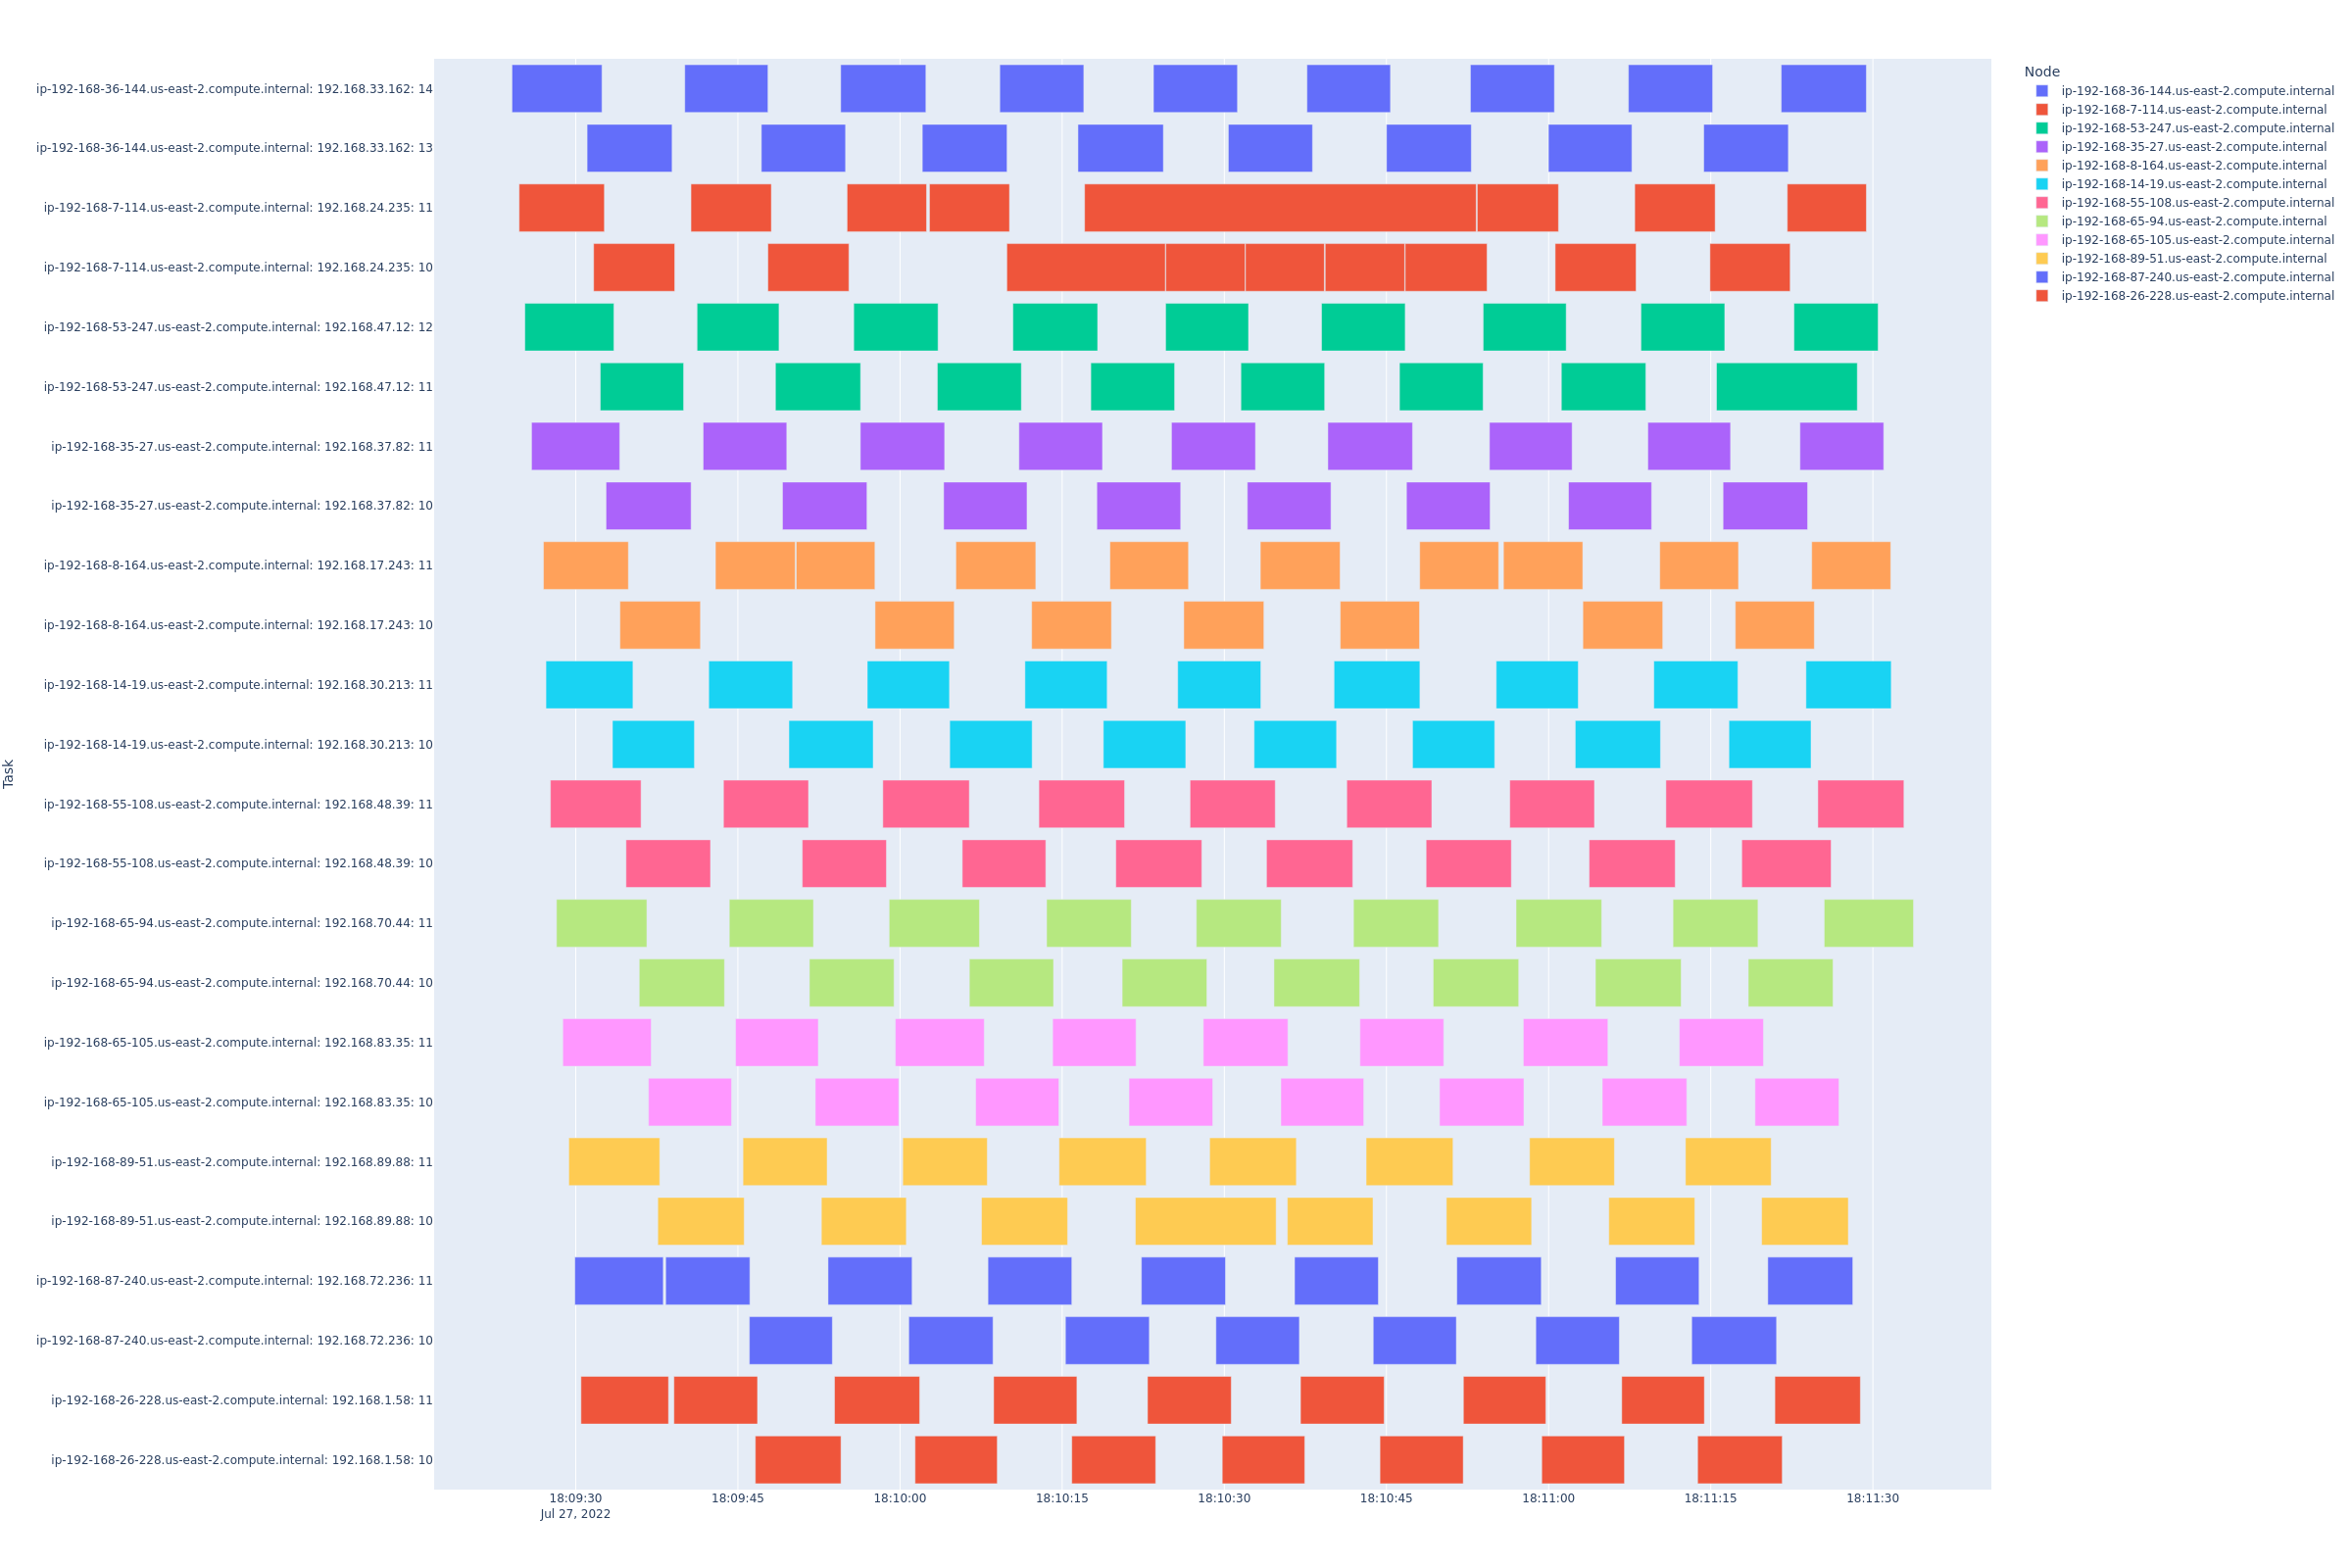 ip-192-168-36-144.us-east-2.compute.internal: 192.168.33.162: 14
ip-192-168-36-144.us-east-2.compute.internal: 192.168.33.162: 13
ip-192-168-7-114.us-east-2.compute.internal: 192.168.24.235: 11
ip-192-168-7-114.us-east-2.compute.internal: 192.168.24.235: 10
ip-192-168-53-247.us-east-2.compute.internal: 192.168.47.12: 12
ip-192-168-53-247.us-east-2.compute.internal: 192.168.47.12: 11
ip-192-168-35-27.us-east-2.compute.internal: 192.168.37.82: 11
ip-192-168-35-27.us-east-2.compute.internal: 192.168.37.82: 10
ip-192-168-8-164.us-east-2.compute.internal: 192.168.17.243: 11
ip-192-168-8-164.us-east-2.compute.internal: 192.168.17.243: 10
ip-192-168-14-19.us-east-2.compute.internal: 192.168.30.213: 11
ip-192-168-14-19.us-east-2.compute.internal: 192.168.30.213: 10
ip-192-168-55-108.us-east-2.compute.internal: 192.168.48.39: 11
ip-192-168-55-108.us-east-2.compute.internal: 192.168.48.39: 10
ip-192-168-65-94.us-east-2.compute.internal: 192.168.70.44: 11
ip-192-168-65-94.us-east-2.compute.internal: 192.168.70.44: 10
ip-192-168-65-105.us-east-2.compute.internal: 192.168.83.35: 11
ip-192-168-65-105.us-east-2.compute.internal: 192.168.83.35: 10
ip-192-168-89-51.us-east-2.compute.internal: 192.168.89.88: 11
ip-192-168-89-51.us-east-2.compute.internal: 192.168.89.88: 10
ip-192-168-87-240.us-east-2.compute.internal: 192.168.72.236: 11
ip-192-168-87-240.us-east-2.compute.internal: 192.168.72.236: 10
ip-192-168-26-228.us-east-2.compute.internal: 192.168.1.58: 11
ip-192-168-26-228.us-east-2.compute.internal: 192.168.1.58: 10
Task
18:09:30 18:09:45 18:10:00 18:10:15 18:10:30 18:10:45 18:11:00 18:11:15 18:11:30
Jul 27, 2022
Node
ip-192-168-36-144.us-east-2.compute.internal
ip-192-168-7-114.us-east-2.compute.internal
ip-192-168-53-247.us-east-2.compute.internal
ip-192-168-35-27.us-east-2.compute.internal
ip-192-168-8-164.us-east-2.compute.internal
ip-192-168-14-19.us-east-2.compute.internal
ip-192-168-55-108.us-east-2.compute.internal
ip-192-168-65-94.us-east-2.compute.internal
ip-192-168-65-105.us-east-2.compute.internal
ip-192-168-89-51.us-east-2.compute.internal
ip-192-168-87-240.us-east-2.compute.internal
ip-192-168-26-228.us-east-2.compute.internal